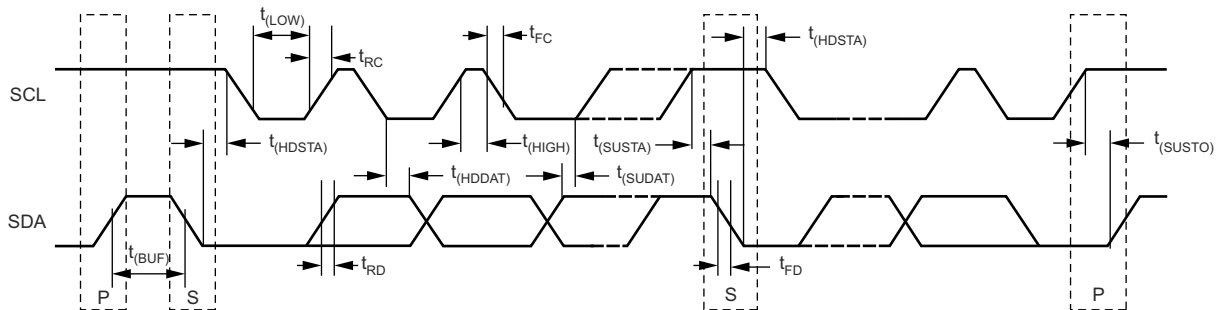 t(LOW)
tRC
tFC
t(HDSTA)
SCL
t(HDSTA)
t(HIGH)
t(SUSTA)
t(SUSTO)
t(HDDAT)
t(SUDAT)
SDA
t(BUF)
tRD
tFD
P
S
S
P